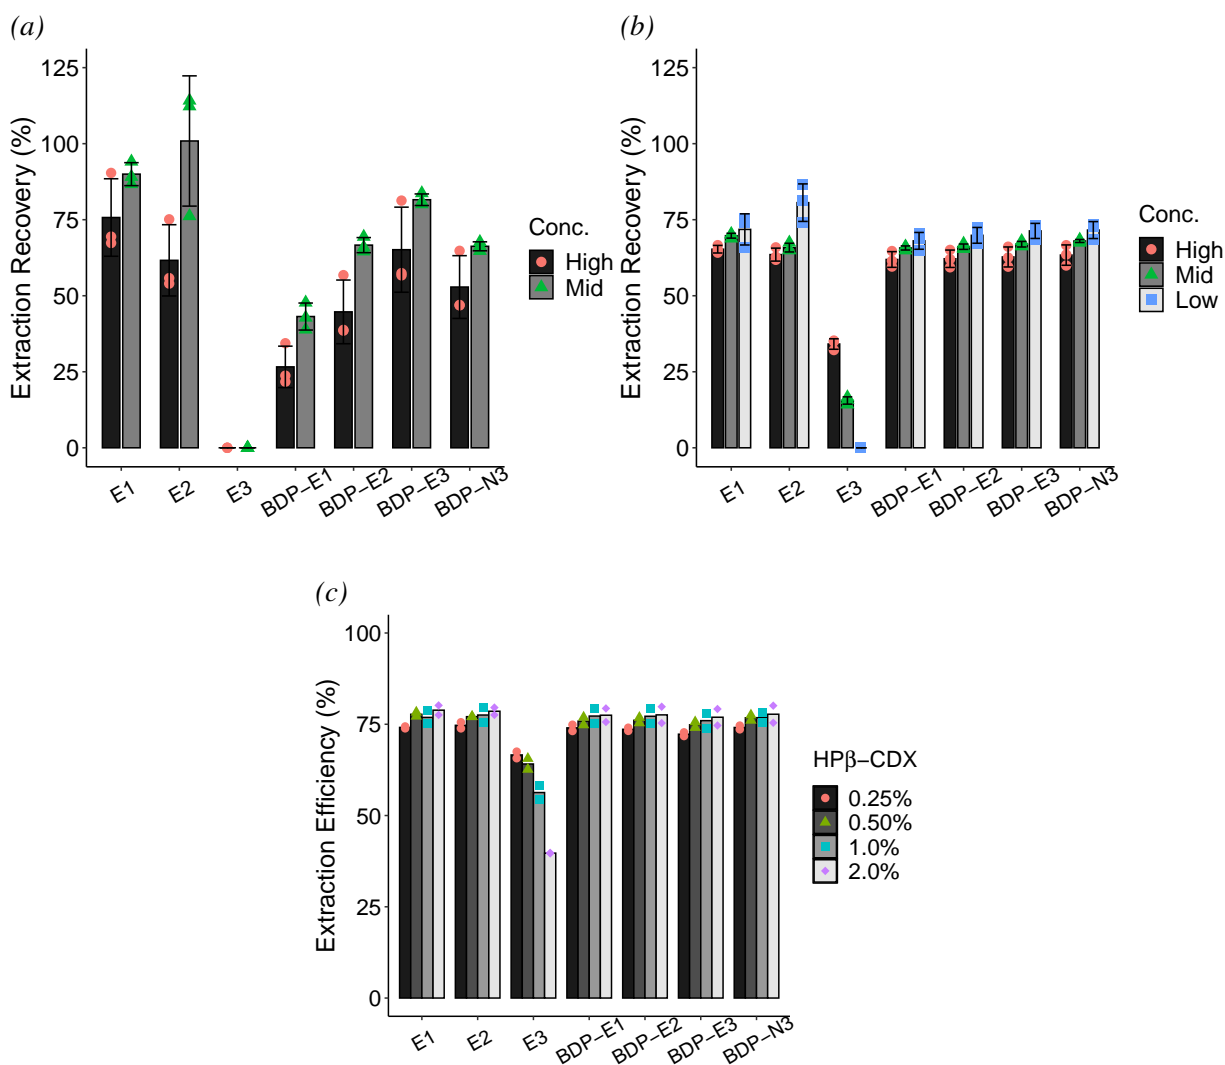 (a)
Extraction Recovery (%)
125
100
75
50
25
0
E1 E2 E3 BDP−E1 BDP−E2 BDP−E3 BDP−N3
Conc.
High
Mid
(b)
Extraction Recovery (%)
125
100
75
50
25
0
E1 E2 E3 BDP−E1 BDP−E2 BDP−E3 BDP−N3
Conc.
High
Mid
Low
(c)
Extraction Efficiency (%)
100
75
50
25
0
E1 E2 E3 BDP−E1 BDP−E2 BDP−E3 BDP−N3
HPβ−CDX
0.25%
0.50%
1.0%
2.0%